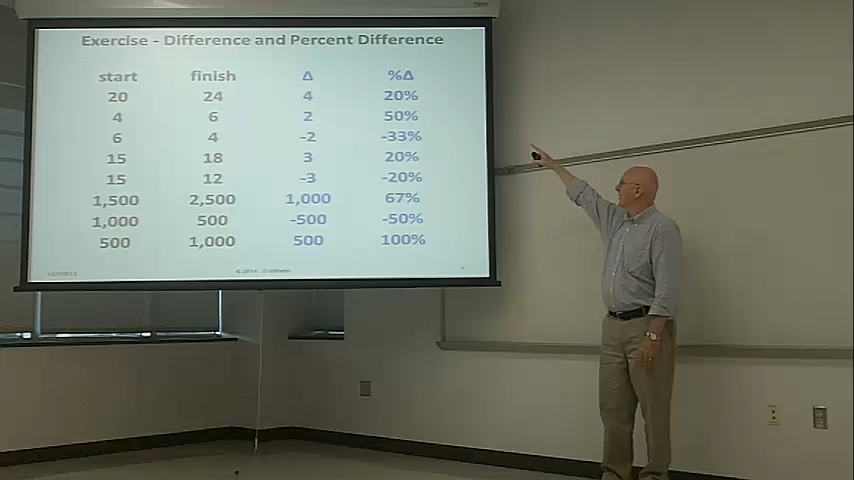 Exercise - Difference and Percent Difference
start finish Δ %Δ
20 24 4 20%
4 6 2 50%
6 4 -2 -33%
15 18 3 20%
15 12 -3 -20%
1,500 2,500 1,000 67%
1,000 500 -500 -50%
500 1,000 500 100%
7